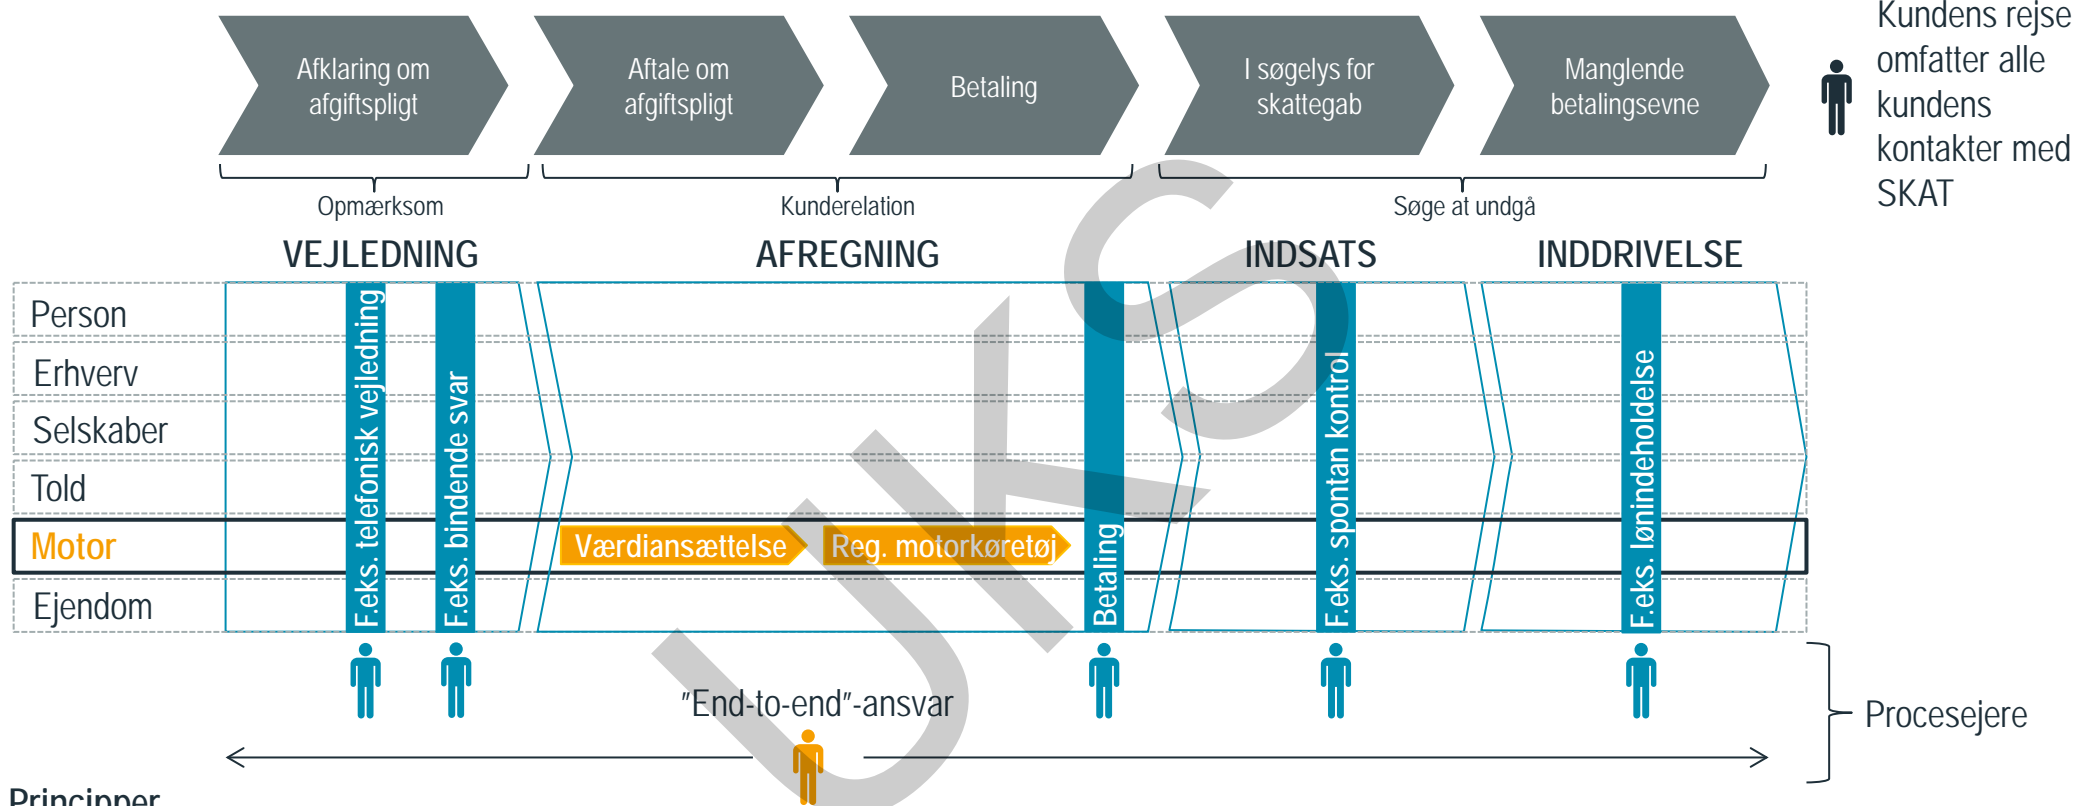 Afklaring om
afgiftspligt
Aftale om
afgiftspligt
Betaling
I søgelys for
skattegab
Manglende
betalingsevne
Kundens rejse
omfatter alle
kundens
kontakter med
SKAT
Opmærksom
Kunderelation
Søge at undgå
VEJLEDNING
AFREGNING
INDSATS
INDDRIVELSE
Person
Erhverv
Selskaber
Told
Motor
Ejendom
F.eks. telefonisk vejledning
F.eks. bindende svar
Værdiansættelse
Reg. motorkøretøj
Betaling
F.eks. spontan kontrol
F.eks. lønindeholdelse
"End-to-end"-ansvar
Procesejere
Principper
UKS